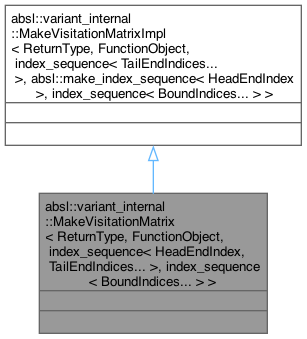 absl::variant_internal
::MakeVisitationMatrixImpl
< ReturnType, FunctionObject,
index_sequence< TailEndIndices...
>, absl::make_index_sequence< HeadEndIndex
>, index_sequence< BoundIndices... > >
absl::variant_internal
::MakeVisitationMatrix
< ReturnType, FunctionObject,
index_sequence< HeadEndIndex,
TailEndIndices... >, index_sequence
< BoundIndices... > >